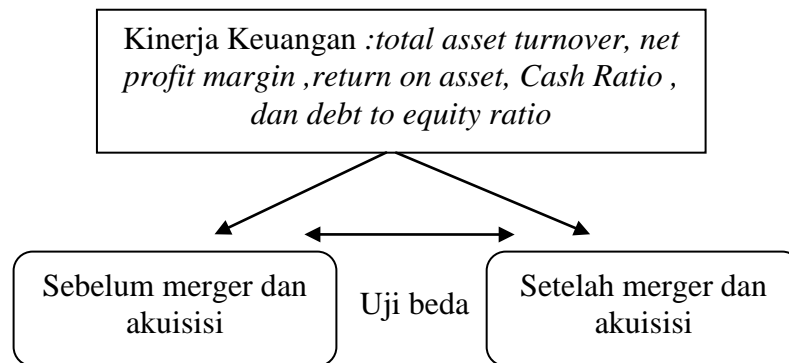 Kinerja Keuangan :total asset turnover, net
profit margin ,return on asset, Cash Ratio ,
dan debt to equity ratio
Sebelum merger dan
akuisisi
Uji beda
Setelah merger dan
akuisisi